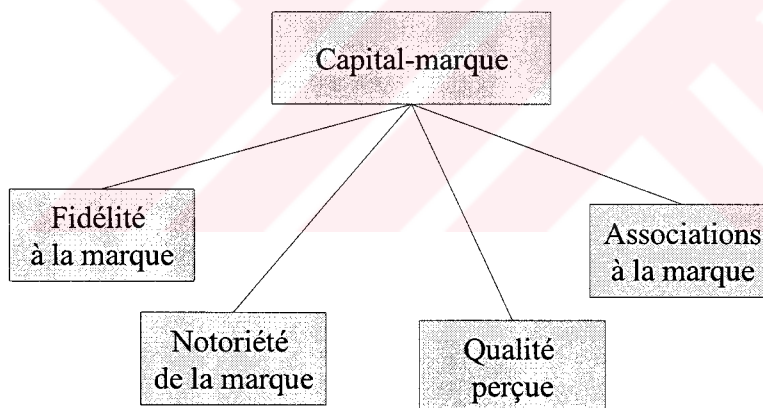 Capital-marque
Fidélité
à la marque
Associations
à la marque
Notoriété
de la marque
Qualité
perçue